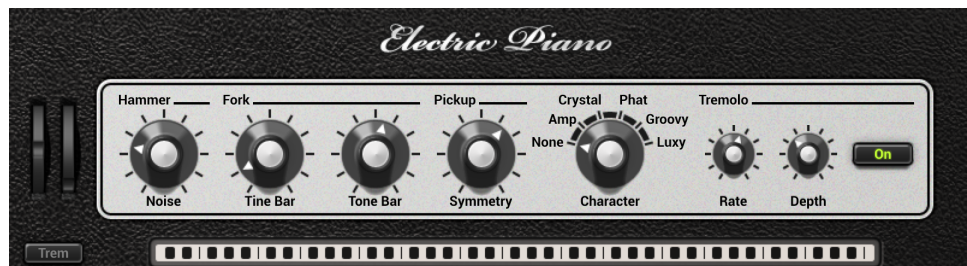 Electric Piano
Hammer Fork Pickup Crystal Phat Tremolo
Amp Groovy
None Luxy
On
Noise Tine Bar Tone Bar Symmetry Character Rate Depth
Trem